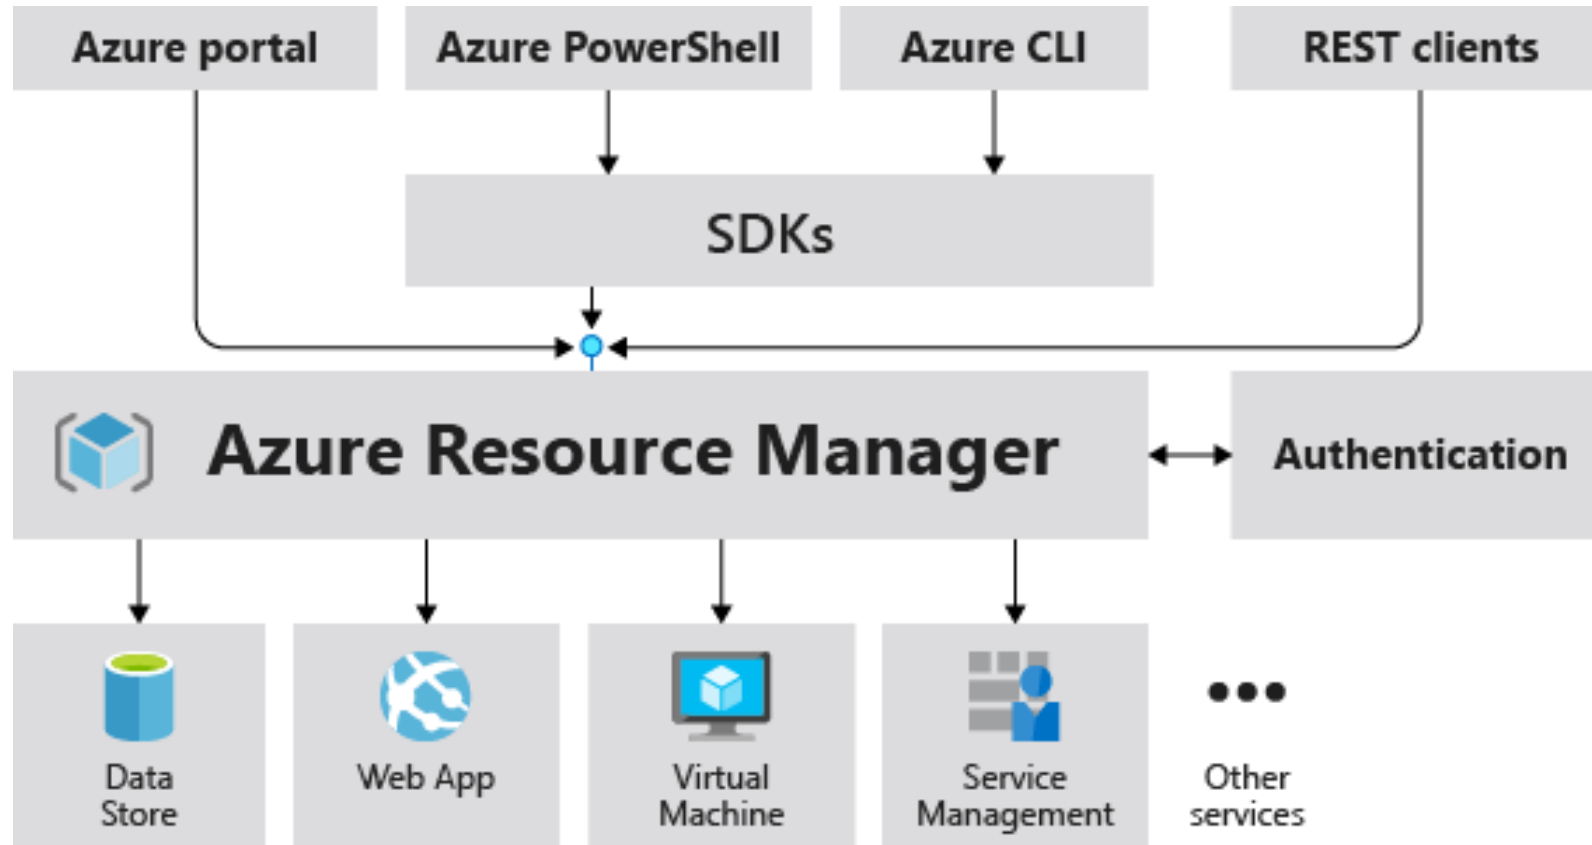 Azure portal
Azure PowerShell
Azure CLI
REST clients
SDKs
Azure Resource Manager
Authentication
Data
Store
Web App
Virtual
Machine
Service
Management
Other
services